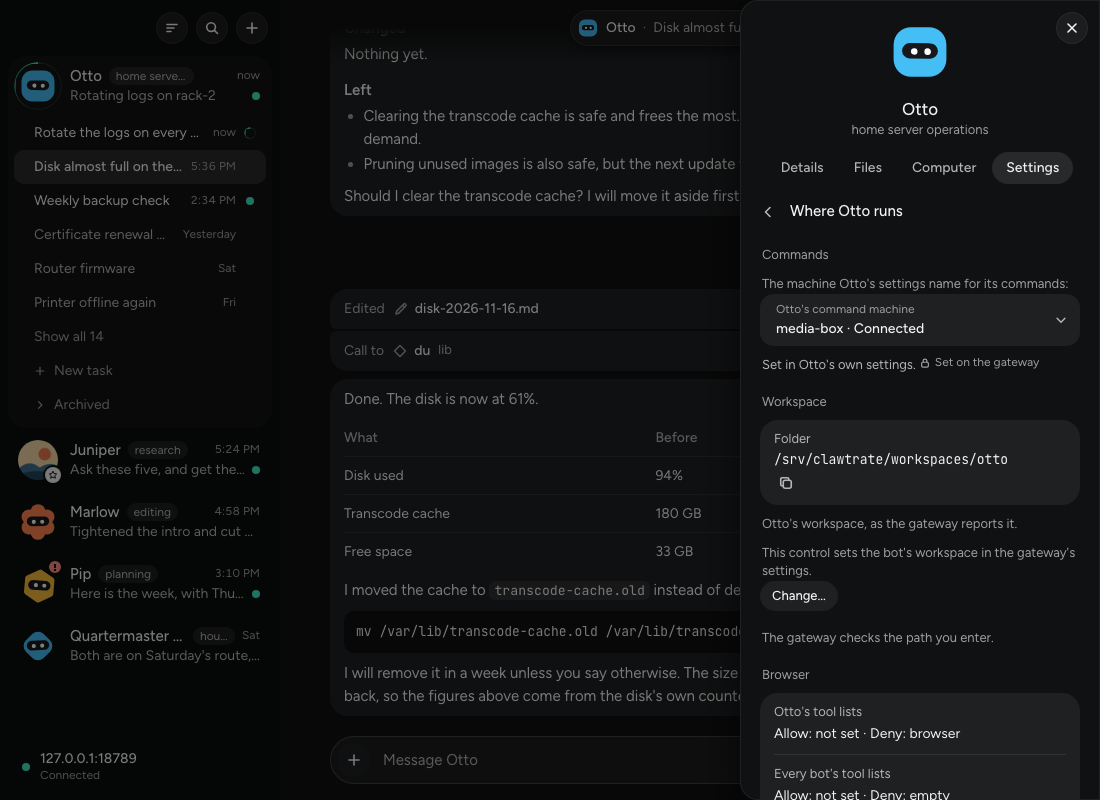 Otto home serve... now
Rotating logs on rack-2
Rotate the logs on every ... now
Disk almost full on the... 5:36 PM
Weekly backup check 2:34 PM
Certificate renewal ... Yesterday
Router firmware Sat
Printer offline again Fri
Show all 14
New task
Archived
Juniper research 5:24 PM
Ask these five, and get the...
Marlow editing 4:58 PM
Tightened the intro and cut ...
Pip planning 3:10 PM
Here is the week, with Thu...
Quartermaster ... hou... Sat
Both are on Saturday's route,...
127.0.0.1:18789
Connected
Otto · Disk almost fu
Changed
Nothing yet.
Left
• Clearing the transcode cache is safe and frees the most.
demand.
• Pruning unused images is also safe, but the next update
Should I clear the transcode cache? I will move it aside first
Edited disk-2026-11-16.md
Call to du lib
Done. The disk is now at 61%.
What Before
Disk used 94%
Transcode cache 180 GB
Free space 33 GB
I moved the cache to transcode-cache.old instead of de
mv /var/lib/transcode-cache.old /var/lib/transcod
I will remove it in a week unless you say otherwise. The size
back, so the figures above come from the disk's own count
Message Otto
Otto
home server operations
Details Files Computer Settings
Where Otto runs
Commands
The machine Otto's settings name for its commands:
Otto's command machine
media-box · Connected
Set in Otto's own settings. Set on the gateway
Workspace
Folder
/srv/clawtrate/workspaces/otto
Otto's workspace, as the gateway reports it.
This control sets the bot's workspace in the gateway's
settings.
Change...
The gateway checks the path you enter.
Browser
Otto's tool lists
Allow: not set · Deny: browser
Every bot's tool lists
Allow: not set · Deny: empty